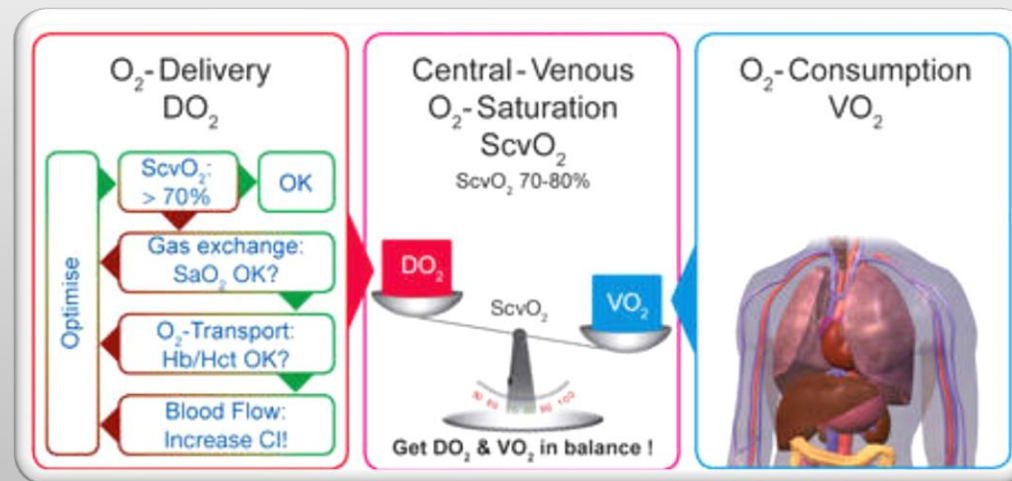 O₂-Delivery
DO₂
Optimise
ScvO₂:
> 70%
OK
Gas exchange:
SaO₂ OK?
O₂-Transport:
Hb/Hct OK?
Blood Flow:
Increase CI!
Central-Venous
O₂-Saturation
ScvO₂
ScvO₂ 70-80%
DO₂
ScvO₂
VO₂
Get DO₂ & VO₂ in balance !
O₂-Consumption
VO₂